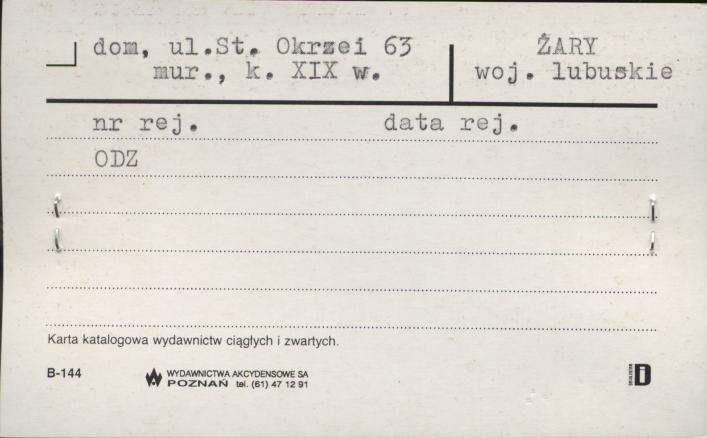 dom, ul.St. Okrzei 63
mur., k. XIX w.
ŻARY
woj. lubuskie
nr rej. data rej.
ODZ
Karta katalogowa wydawnictw ciągłych i zwartych.
B-144
WYDAWNICTWA AKCYDENSOWE SA
POZNAŃ tel. (61) 47 12 91